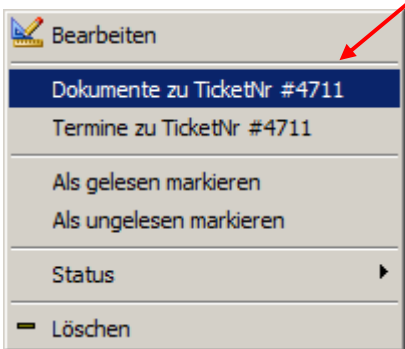 Bearbeiten
Dokumente zu TicketNr #4711
Termine zu TicketNr #4711
Als gelesen markieren
Als ungelesen markieren
Status
Löschen